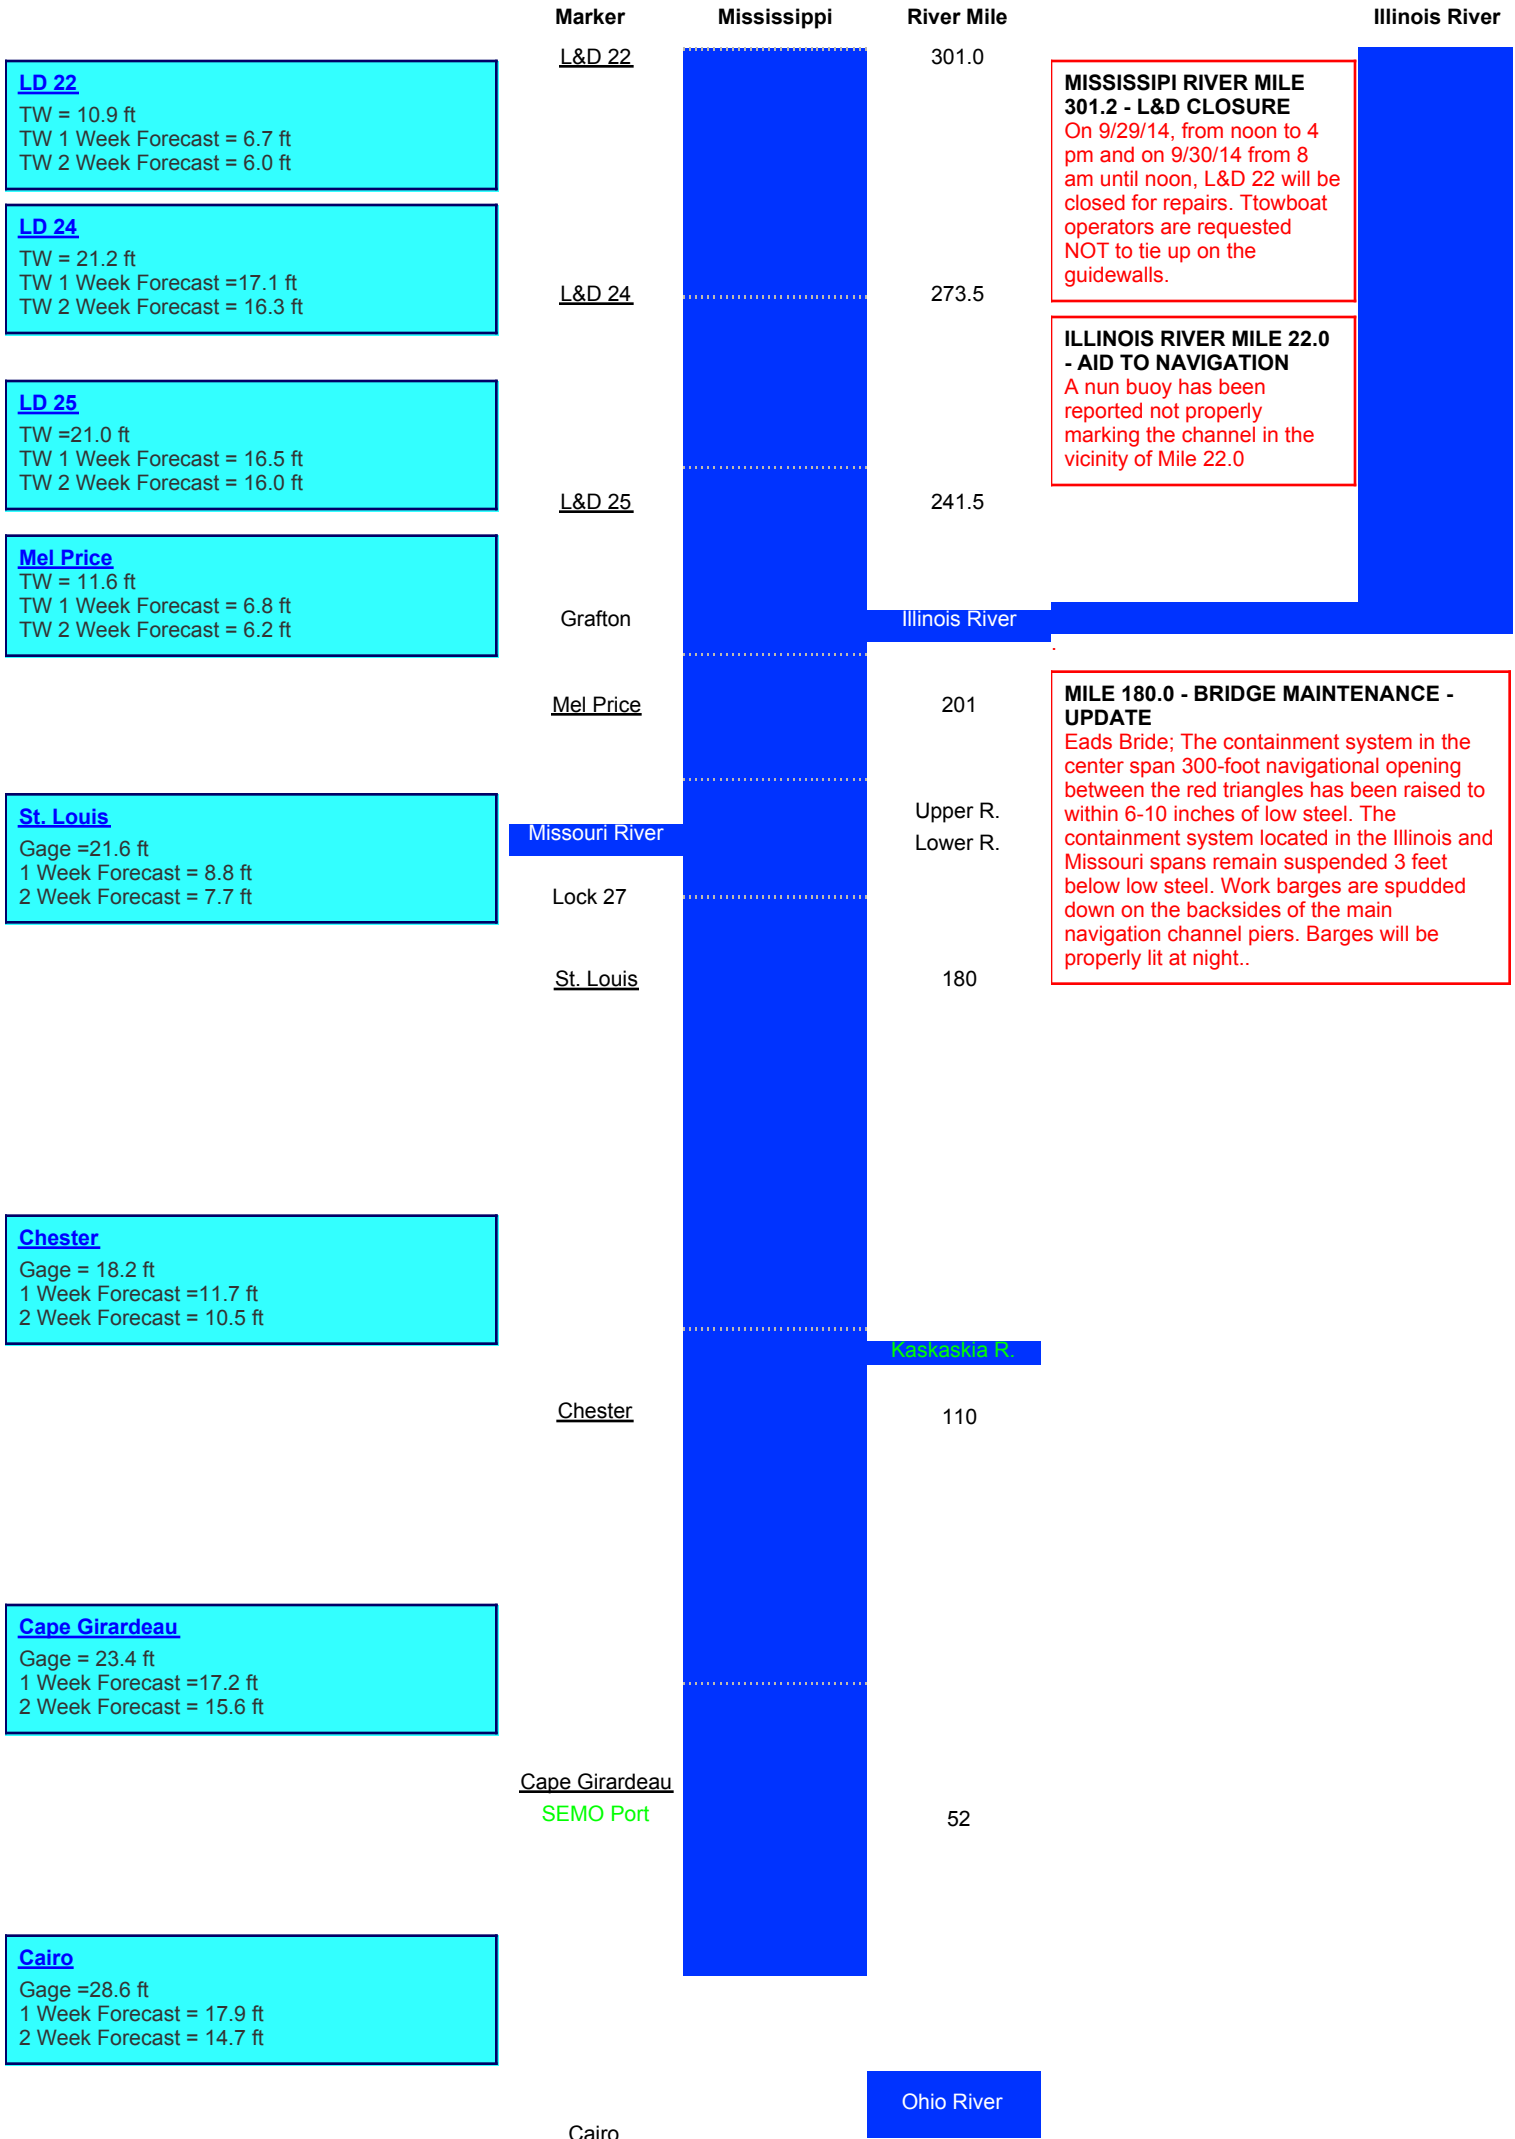 Marker Mississippi River Mile Illinois River
L&D 22 301.0
LD 22
TW = 10.9 ft
TW 1 Week Forecast = 6.7 ft
TW 2 Week Forecast = 6.0 ft
MISSISSIPI RIVER MILE
301.2 - L&D CLOSURE
On 9/29/14, from noon to 4
pm and on 9/30/14 from 8
am until noon, L&D 22 will be
closed for repairs. Ttowboat
operators are requested
NOT to tie up on the
guidewalls.
LD 24
TW = 21.2 ft
TW 1 Week Forecast =17.1 ft
TW 2 Week Forecast = 16.3 ft
L&D 24 273.5
ILLINOIS RIVER MILE 22.0
- AID TO NAVIGATION
A nun buoy has been
reported not properly
marking the channel in the
vicinity of Mile 22.0
LD 25
TW =21.0 ft
TW 1 Week Forecast = 16.5 ft
TW 2 Week Forecast = 16.0 ft
L&D 25 241.5
Mel Price
TW = 11.6 ft
TW 1 Week Forecast = 6.8 ft
TW 2 Week Forecast = 6.2 ft
Grafton Illinois River
.
Mel Price 201
MILE 180.0 - BRIDGE MAINTENANCE -
UPDATE
Eads Bride; The containment system in the
center span 300-foot navigational opening
between the red triangles has been raised to
within 6-10 inches of low steel. The
containment system located in the Illinois and
Missouri spans remain suspended 3 feet
below low steel. Work barges are spudded
down on the backsides of the main
navigation channel piers. Barges will be
properly lit at night..
St. Louis
Gage =21.6 ft
1 Week Forecast = 8.8 ft
2 Week Forecast = 7.7 ft
Upper R.
Missouri River
Lower R.
Lock 27
St. Louis 180
Chester
Gage = 18.2 ft
1 Week Forecast =11.7 ft
2 Week Forecast = 10.5 ft
Kaskaskia R.
Chester 110
Cape Girardeau
Gage = 23.4 ft
1 Week Forecast =17.2 ft
2 Week Forecast = 15.6 ft
Cape Girardeau
SEMO Port 52
Cairo
Gage =28.6 ft
1 Week Forecast = 17.9 ft
2 Week Forecast = 14.7 ft
Ohio River
Cairo